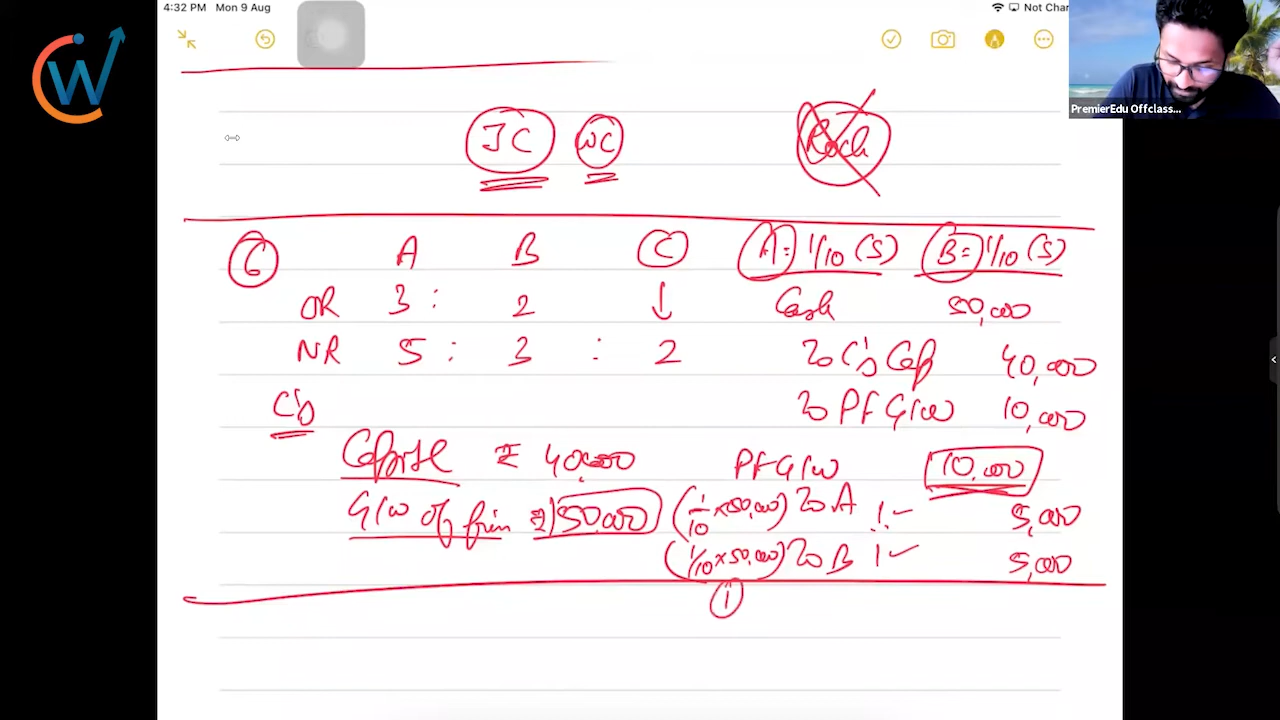 4:32 PM Mon 9 Aug
Not Char
CW
PremierEdu Offclass...
JC WC
6 A B C A = 1/10 (S) B = 1/10 (S)
OR 3 : 2 ↓ Cash 50,000
NR 5 : 3 : 2 To C's Cap 40,000
C's To PF G/w 10,000
₹ 40,000 PF G/w 10,000
G/w of firm ₹ 50,000 (1/10 × 50,000) To A 1 : 5,000
(1/10 × 50,000) To B 1 5,000
1